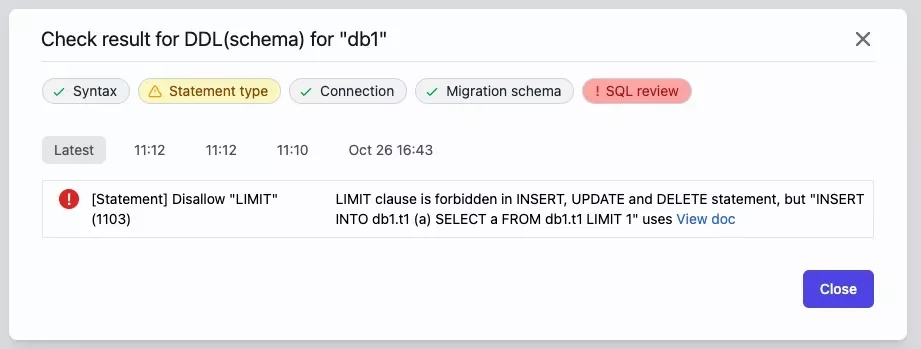 Check result for DDL(schema) for "db1"
Syntax Statement type Connection Migration schema ! SQL review
Latest 11:12 11:12 11:10 Oct 26 16:43
[Statement] Disallow "LIMIT" LIMIT clause is forbidden in INSERT, UPDATE and DELETE statement, but "INSERT
(1103) INTO db1.t1 (a) SELECT a FROM db1.t1 LIMIT 1" uses View doc
Close